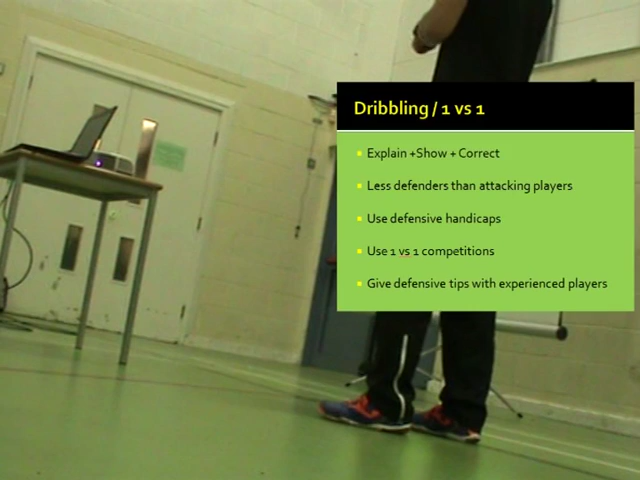 Dribbling / 1 vs 1
Explain +Show + Correct
Less defenders than attacking players
Use defensive handicaps
Use 1 vs 1 competitions
Give defensive tips with experienced players